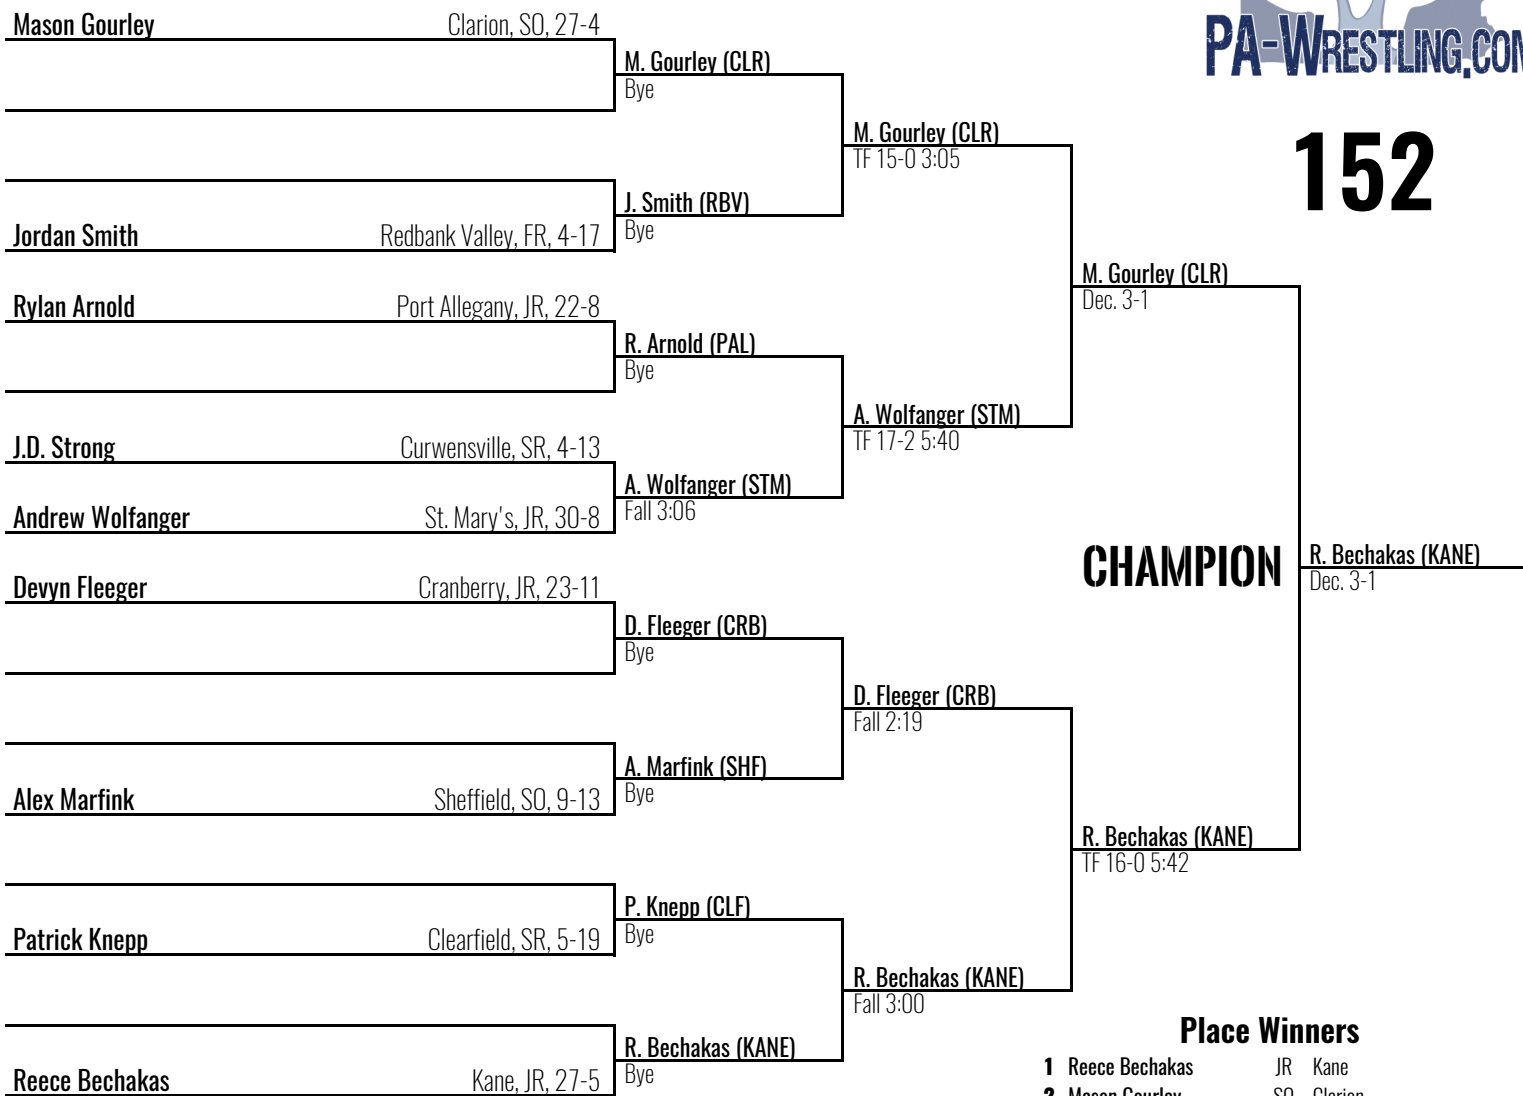 Mason Gourley Clarion, SO, 27-4
M. Gourley (CLR)
Bye
PA-WRESTLING.COM
M. Gourley (CLR)
TF 15-0 3:05
152
J. Smith (RBV)
Bye
Jordan Smith Redbank Valley, FR, 4-17
M. Gourley (CLR)
Dec. 3-1
Rylan Arnold Port Allegany, JR, 22-8
R. Arnold (PAL)
Bye
A. Wolfanger (STM)
TF 17-2 5:40
J.D. Strong Curwensville, SR, 4-13
A. Wolfanger (STM)
Fall 3:06
Andrew Wolfanger St. Mary's, JR, 30-8
CHAMPION
R. Bechakas (KANE)
Dec. 3-1
Devyn Fleeger Cranberry, JR, 23-11
D. Fleeger (CRB)
Bye
D. Fleeger (CRB)
Fall 2:19
A. Marfink (SHF)
Bye
Alex Marfink Sheffield, SO, 9-13
R. Bechakas (KANE)
TF 16-0 5:42
P. Knepp (CLF)
Bye
Patrick Knepp Clearfield, SR, 5-19
R. Bechakas (KANE)
Fall 3:00
Place Winners
R. Bechakas (KANE)
Bye
1 Reece Bechakas JR Kane
Reece Bechakas Kane, JR, 27-5
2 Mason Gourley SO Clarion